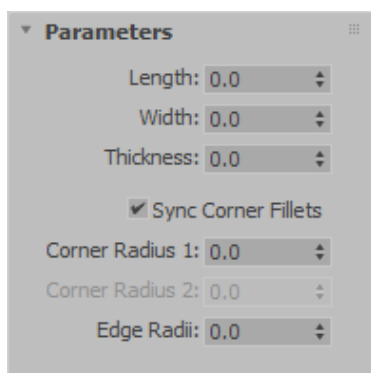 Parameters
Length: 0.0
Width: 0.0
Thickness: 0.0
Sync Corner Fillets
Corner Radius 1: 0.0
Corner Radius 2: 0.0
Edge Radii: 0.0